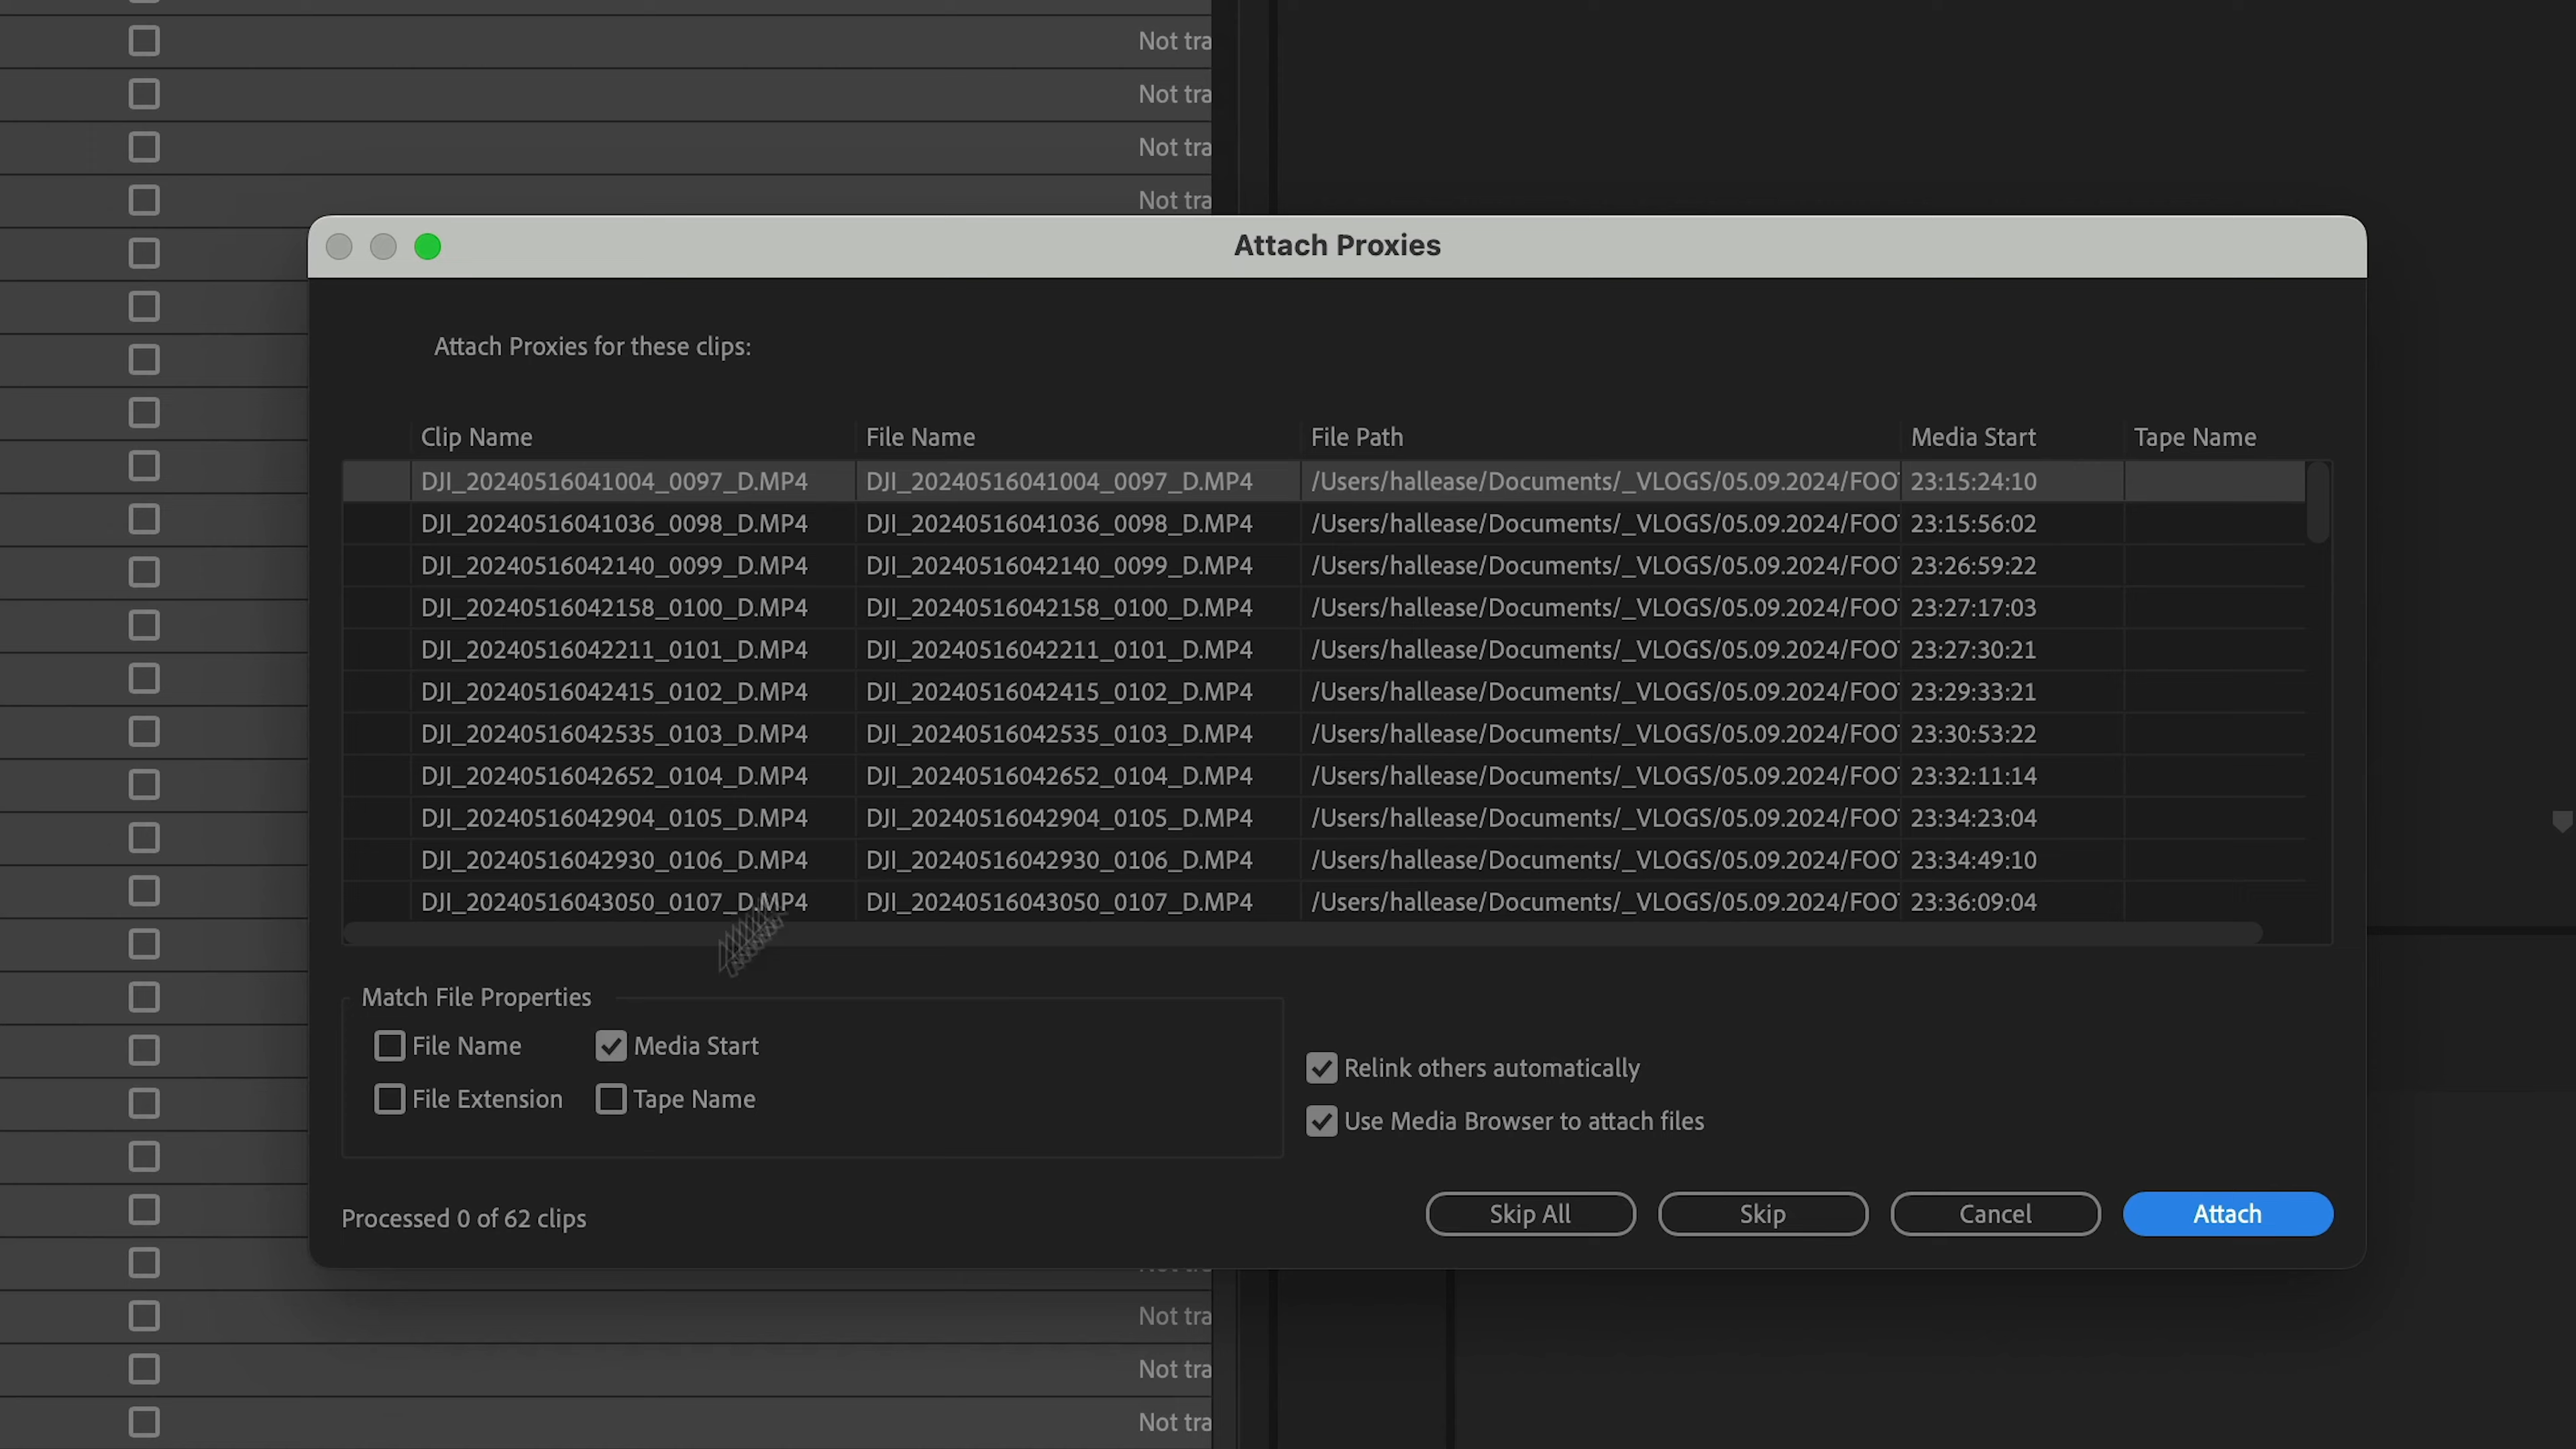 Not tra
Not tra
Not tra
Not tra
Attach Proxies
Attach Proxies for these clips:
Clip Name File Name File Path Media Start Tape Name
DJI_20240516041004_0097_D.MP4 DJI_20240516041004_0097_D.MP4 /Users/hallease/Documents/_VLOGS/05.09.2024/FOO 23:15:24:10
DJI_20240516041036_0098_D.MP4 DJI_20240516041036_0098_D.MP4 /Users/hallease/Documents/_VLOGS/05.09.2024/FOO 23:15:56:02
DJI_20240516042140_0099_D.MP4 DJI_20240516042140_0099_D.MP4 /Users/hallease/Documents/_VLOGS/05.09.2024/FOO 23:26:59:22
DJI_20240516042158_0100_D.MP4 DJI_20240516042158_0100_D.MP4 /Users/hallease/Documents/_VLOGS/05.09.2024/FOO 23:27:17:03
DJI_20240516042211_0101_D.MP4 DJI_20240516042211_0101_D.MP4 /Users/hallease/Documents/_VLOGS/05.09.2024/FOO 23:27:30:21
DJI_20240516042415_0102_D.MP4 DJI_20240516042415_0102_D.MP4 /Users/hallease/Documents/_VLOGS/05.09.2024/FOO 23:29:33:21
DJI_20240516042535_0103_D.MP4 DJI_20240516042535_0103_D.MP4 /Users/hallease/Documents/_VLOGS/05.09.2024/FOO 23:30:53:22
DJI_20240516042652_0104_D.MP4 DJI_20240516042652_0104_D.MP4 /Users/hallease/Documents/_VLOGS/05.09.2024/FOO 23:32:11:14
DJI_20240516042904_0105_D.MP4 DJI_20240516042904_0105_D.MP4 /Users/hallease/Documents/_VLOGS/05.09.2024/FOO 23:34:23:04
DJI_20240516042930_0106_D.MP4 DJI_20240516042930_0106_D.MP4 /Users/hallease/Documents/_VLOGS/05.09.2024/FOO 23:34:49:10
DJI_20240516043050_0107_D.MP4 DJI_20240516043050_0107_D.MP4 /Users/hallease/Documents/_VLOGS/05.09.2024/FOO 23:36:09:04
Match File Properties
File Name Media Start
Relink others automatically
File Extension Tape Name
Use Media Browser to attach files
Processed 0 of 62 clips
Skip All Skip Cancel Attach
Not tra
Not tra
Not tra